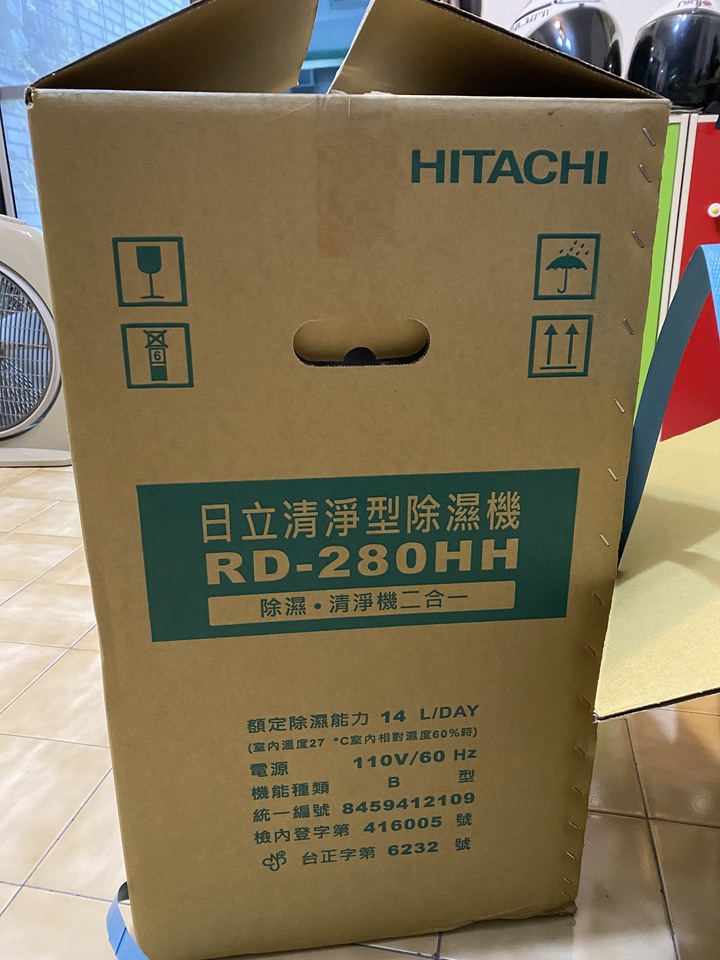 HITACHI
6
日立清淨型除濕機
RD-280HH
除濕・清淨機二合一
額定除濕能力 14 L/DAY
(室內溫度27 °C室內相對濕度60%時)
電源 110V/60 Hz
機能種類 B 型
統一編號 8459412109
檢內登字第 416005 號
台正字第 6232 號